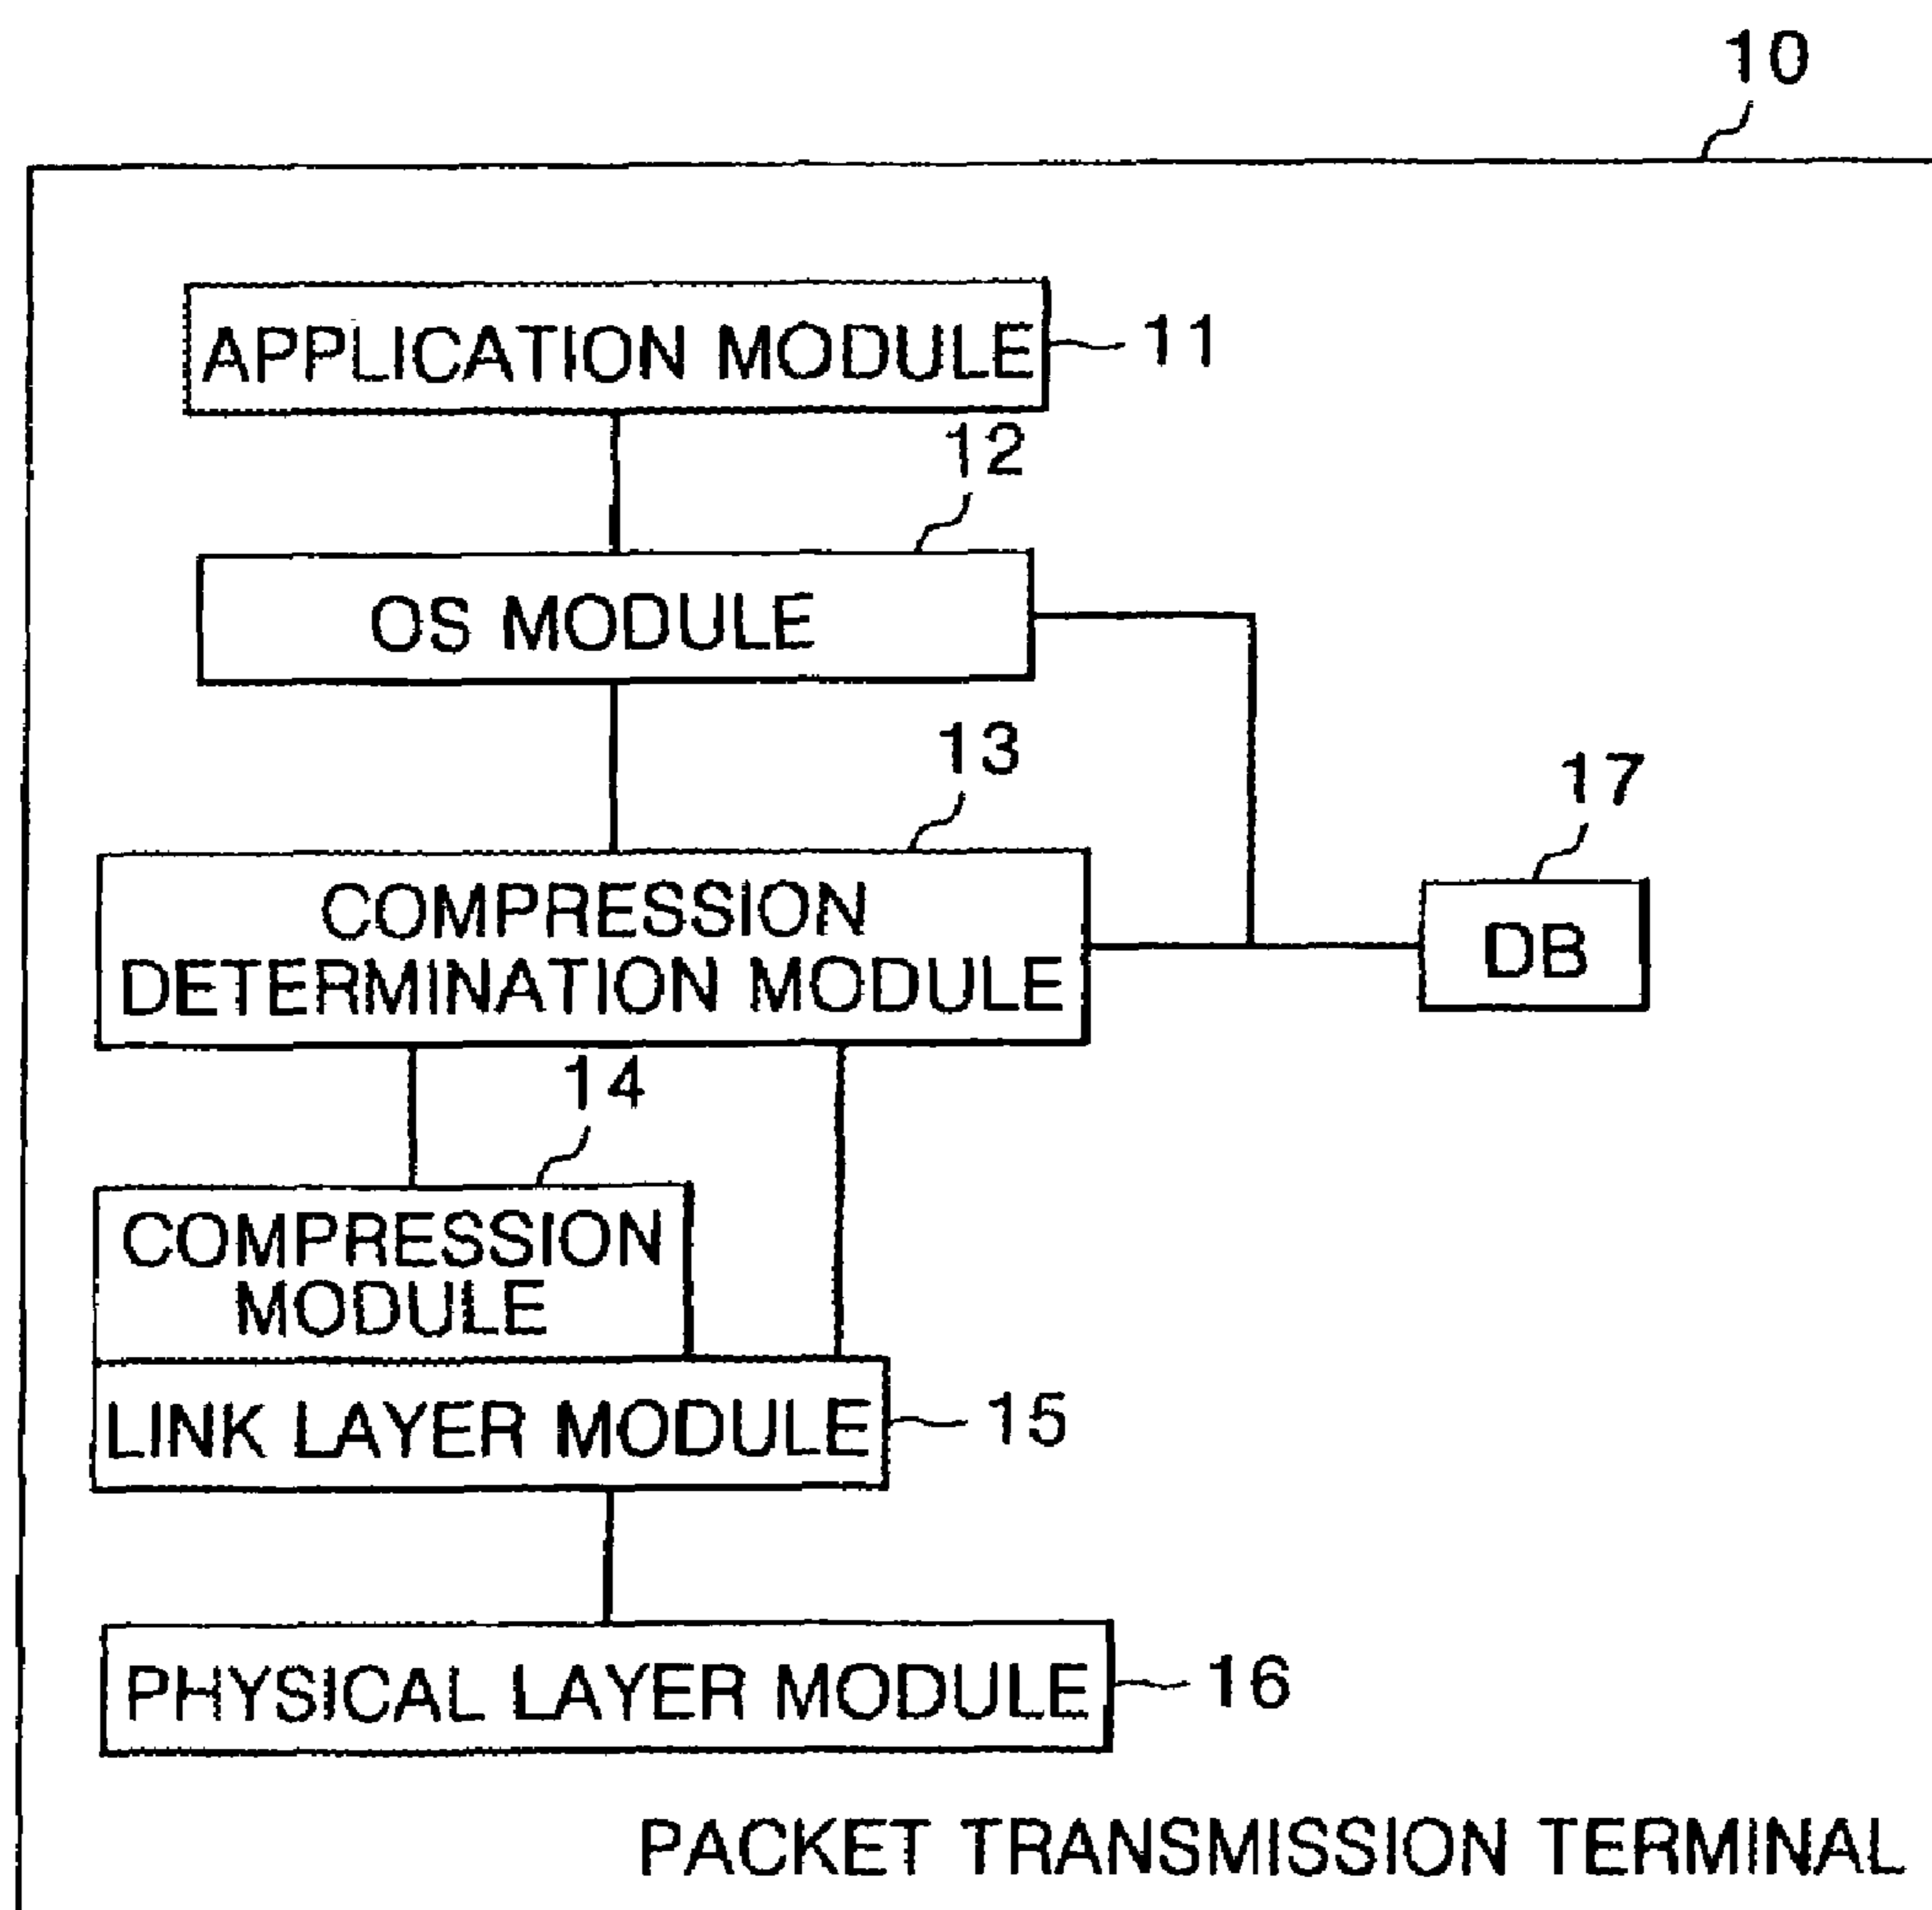 10
APPLICATION MODULE
11
12
OS MODULE
13
COMPRESSION
DETERMINATION MODULE
17
DB
14
COMPRESSION
MODULE
LINK LAYER MODULE
15
PHYSICAL LAYER MODULE
16
PACKET TRANSMISSION TERMINAL